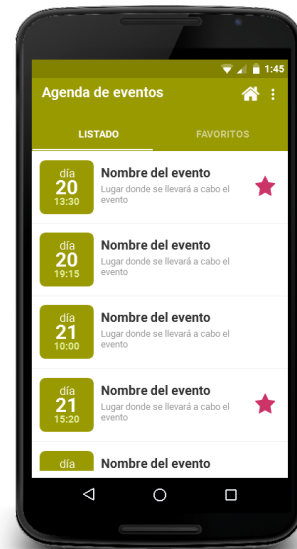 1:45
Agenda de eventos
LISTADO FAVORITOS
día
20
13:30
Nombre del evento
Lugar donde se llevará a cabo el
evento
día
20
19:15
Nombre del evento
Lugar donde se llevará a cabo el
evento
día
21
10:00
Nombre del evento
Lugar donde se llevará a cabo el
evento
día
21
15:20
Nombre del evento
Lugar donde se llevará a cabo el
evento
día
Nombre del evento